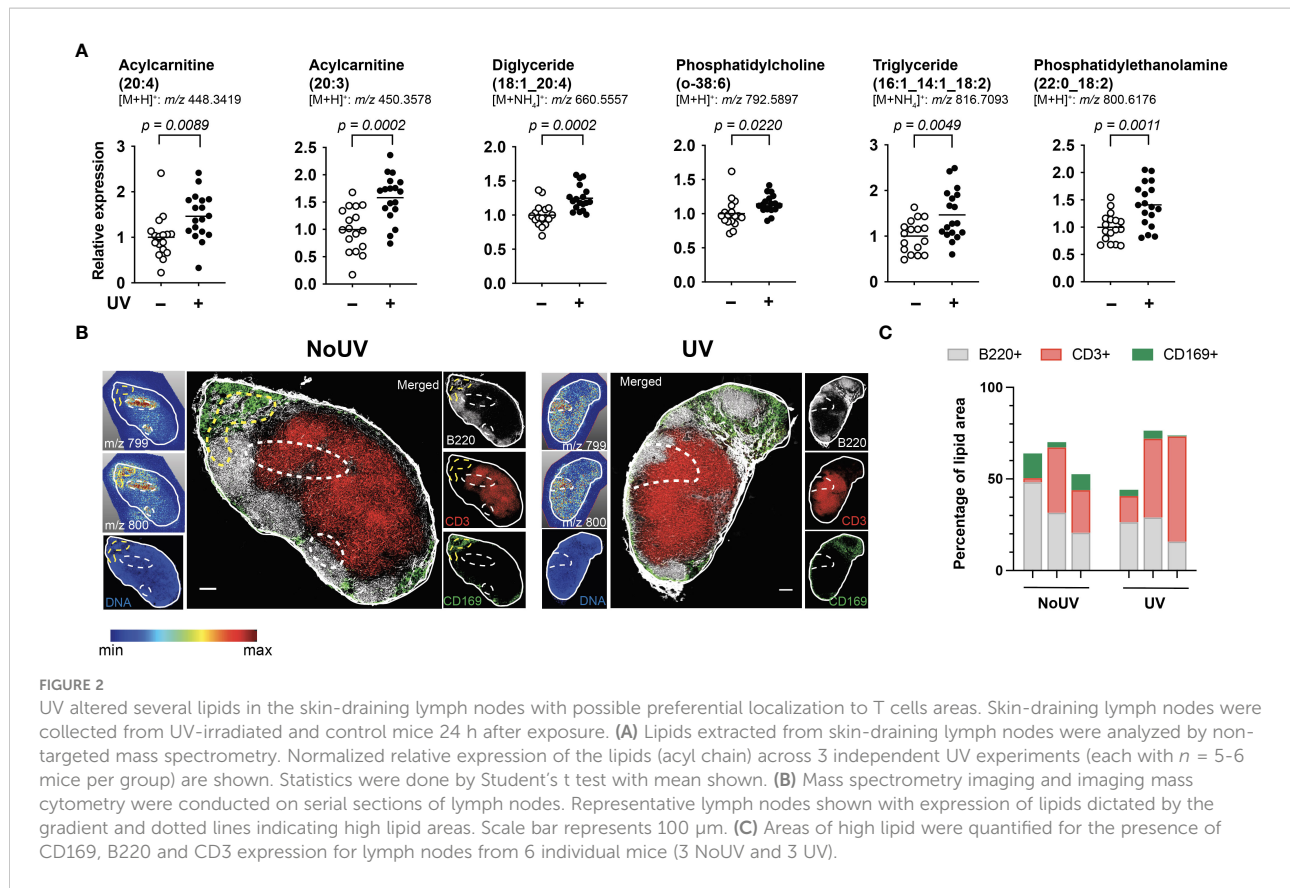 A
Acylcarnitine
(20:4)
[M+H]⁺: m/z 448.3419
p = 0.0089
Acylcarnitine
(20:3)
[M+H]⁺: m/z 450.3578
p = 0.0002
Diglyceride
(18:1_20:4)
[M+NH₄]⁺: m/z 660.5557
p = 0.0002
Phosphatidylcholine
(o-38:6)
[M+H]⁺: m/z 792.5897
p = 0.0220
Triglyceride
(16:1_14:1_18:2)
[M+NH₄]⁺: m/z 816.7093
p = 0.0049
Phosphatidylethanolamine
(22:0_18:2)
[M+H]⁺: m/z 800.6176
p = 0.0011
Relative expression
3
2
1
0
2.5
2.0
1.5
1.0
0.5
0.0
2.0
1.5
1.0
0.5
0.0
2.0
1.5
1.0
0.5
0.0
3
2
1
0
2.5
2.0
1.5
1.0
0.5
0.0
UV – + – + – + – + – + – +
B
NoUV
m/z 799
m/z 800
DNA
Merged
B220
CD3
CD169
UV
m/z 799
m/z 800
DNA
Merged
B220
CD3
CD169
min max
C
B220+ CD3+ CD169+
Percentage of lipid area
100
50
0
NoUV UV
FIGURE 2
UV altered several lipids in the skin-draining lymph nodes with possible preferential localization to T cells areas. Skin-draining lymph nodes were
collected from UV-irradiated and control mice 24 h after exposure. (A) Lipids extracted from skin-draining lymph nodes were analyzed by non-
targeted mass spectrometry. Normalized relative expression of the lipids (acyl chain) across 3 independent UV experiments (each with n = 5-6
mice per group) are shown. Statistics were done by Student's t test with mean shown. (B) Mass spectrometry imaging and imaging mass
cytometry were conducted on serial sections of lymph nodes. Representative lymph nodes shown with expression of lipids dictated by the
gradient and dotted lines indicating high lipid areas. Scale bar represents 100 µm. (C) Areas of high lipid were quantified for the presence of
CD169, B220 and CD3 expression for lymph nodes from 6 individual mice (3 NoUV and 3 UV).